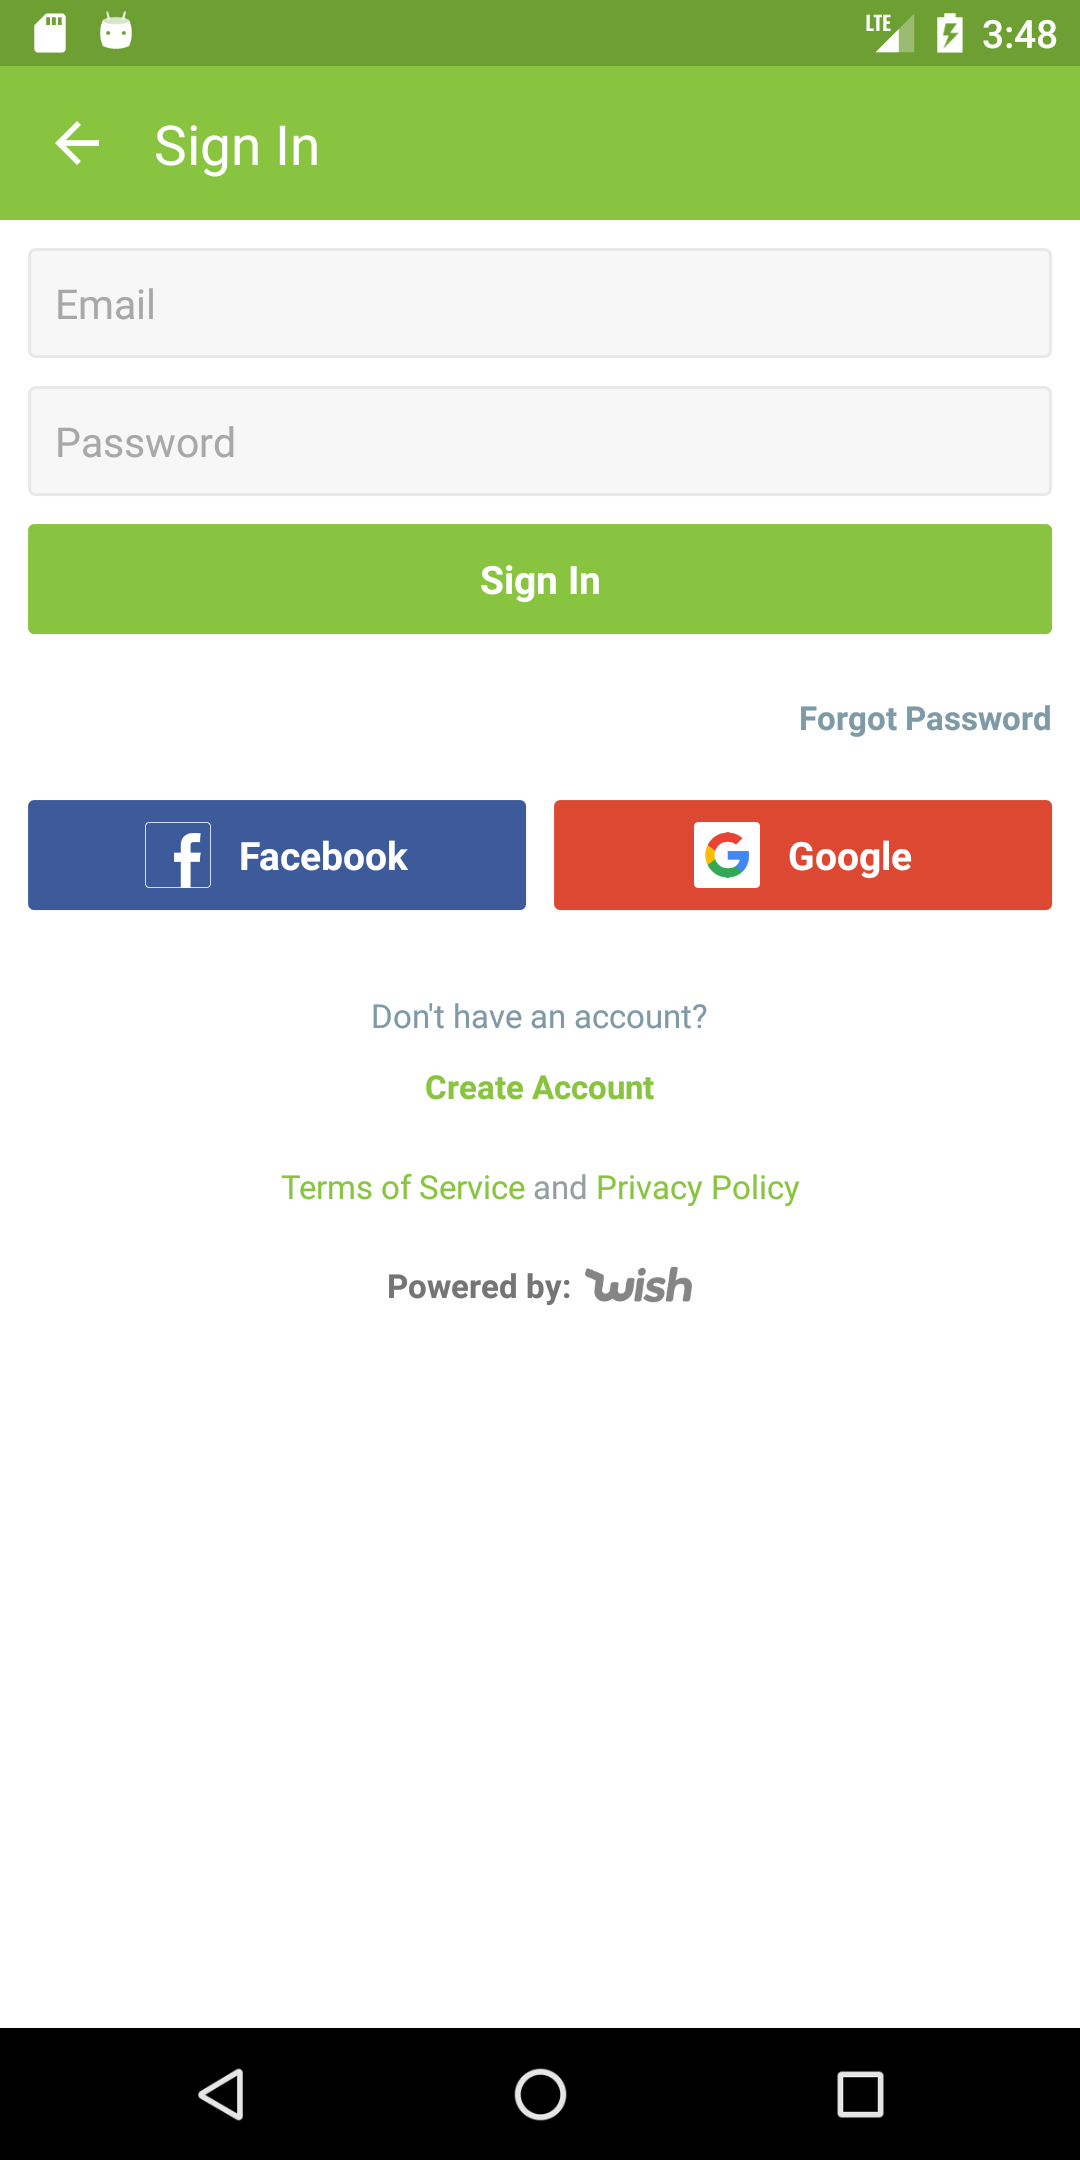 LTE 3:48
Sign In
Email
Password
Sign In
Forgot Password
Facebook Google
Don't have an account?
Create Account
Terms of Service and Privacy Policy
Powered by: wish